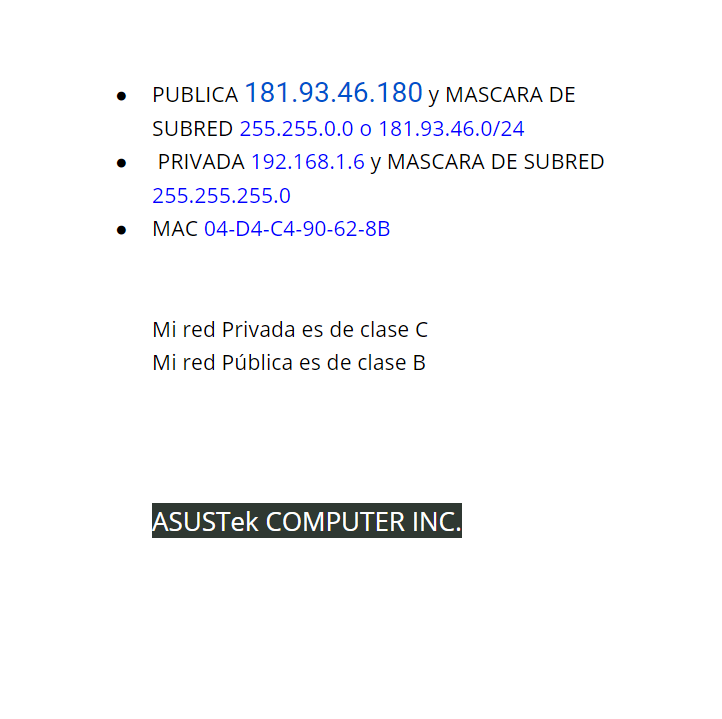 ● PUBLICA 181.93.46.180 y MASCARA DE
SUBRED 255.255.0.0 o 181.93.46.0/24
● PRIVADA 192.168.1.6 y MASCARA DE SUBRED
255.255.255.0
● MAC 04-D4-C4-90-62-8B
Mi red Privada es de clase C
Mi red Pública es de clase B
ASUSTek COMPUTER INC.